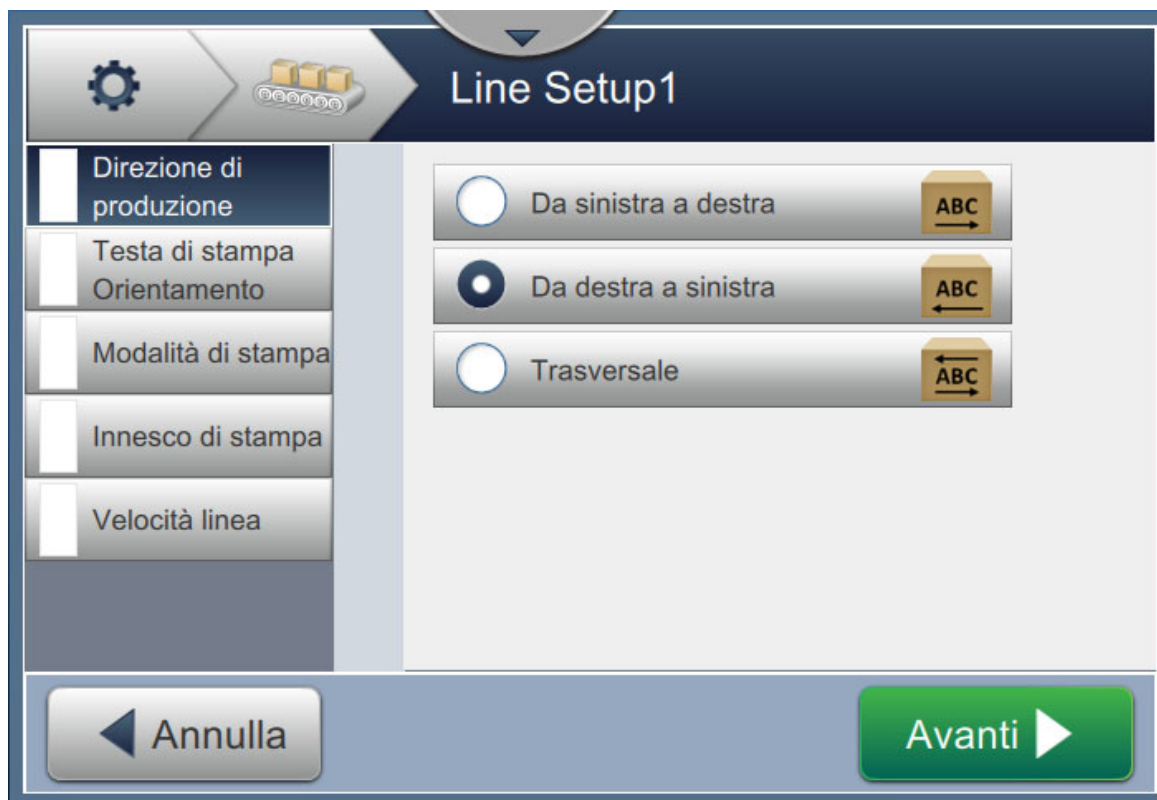 Line Setup1
Direzione di
produzione
Testa di stampa
Orientamento
Modalità di stampa
Innesco di stampa
Velocità linea
Da sinistra a destra
ABC
Da destra a sinistra
ABC
Trasversale
ABC
Annulla
Avanti